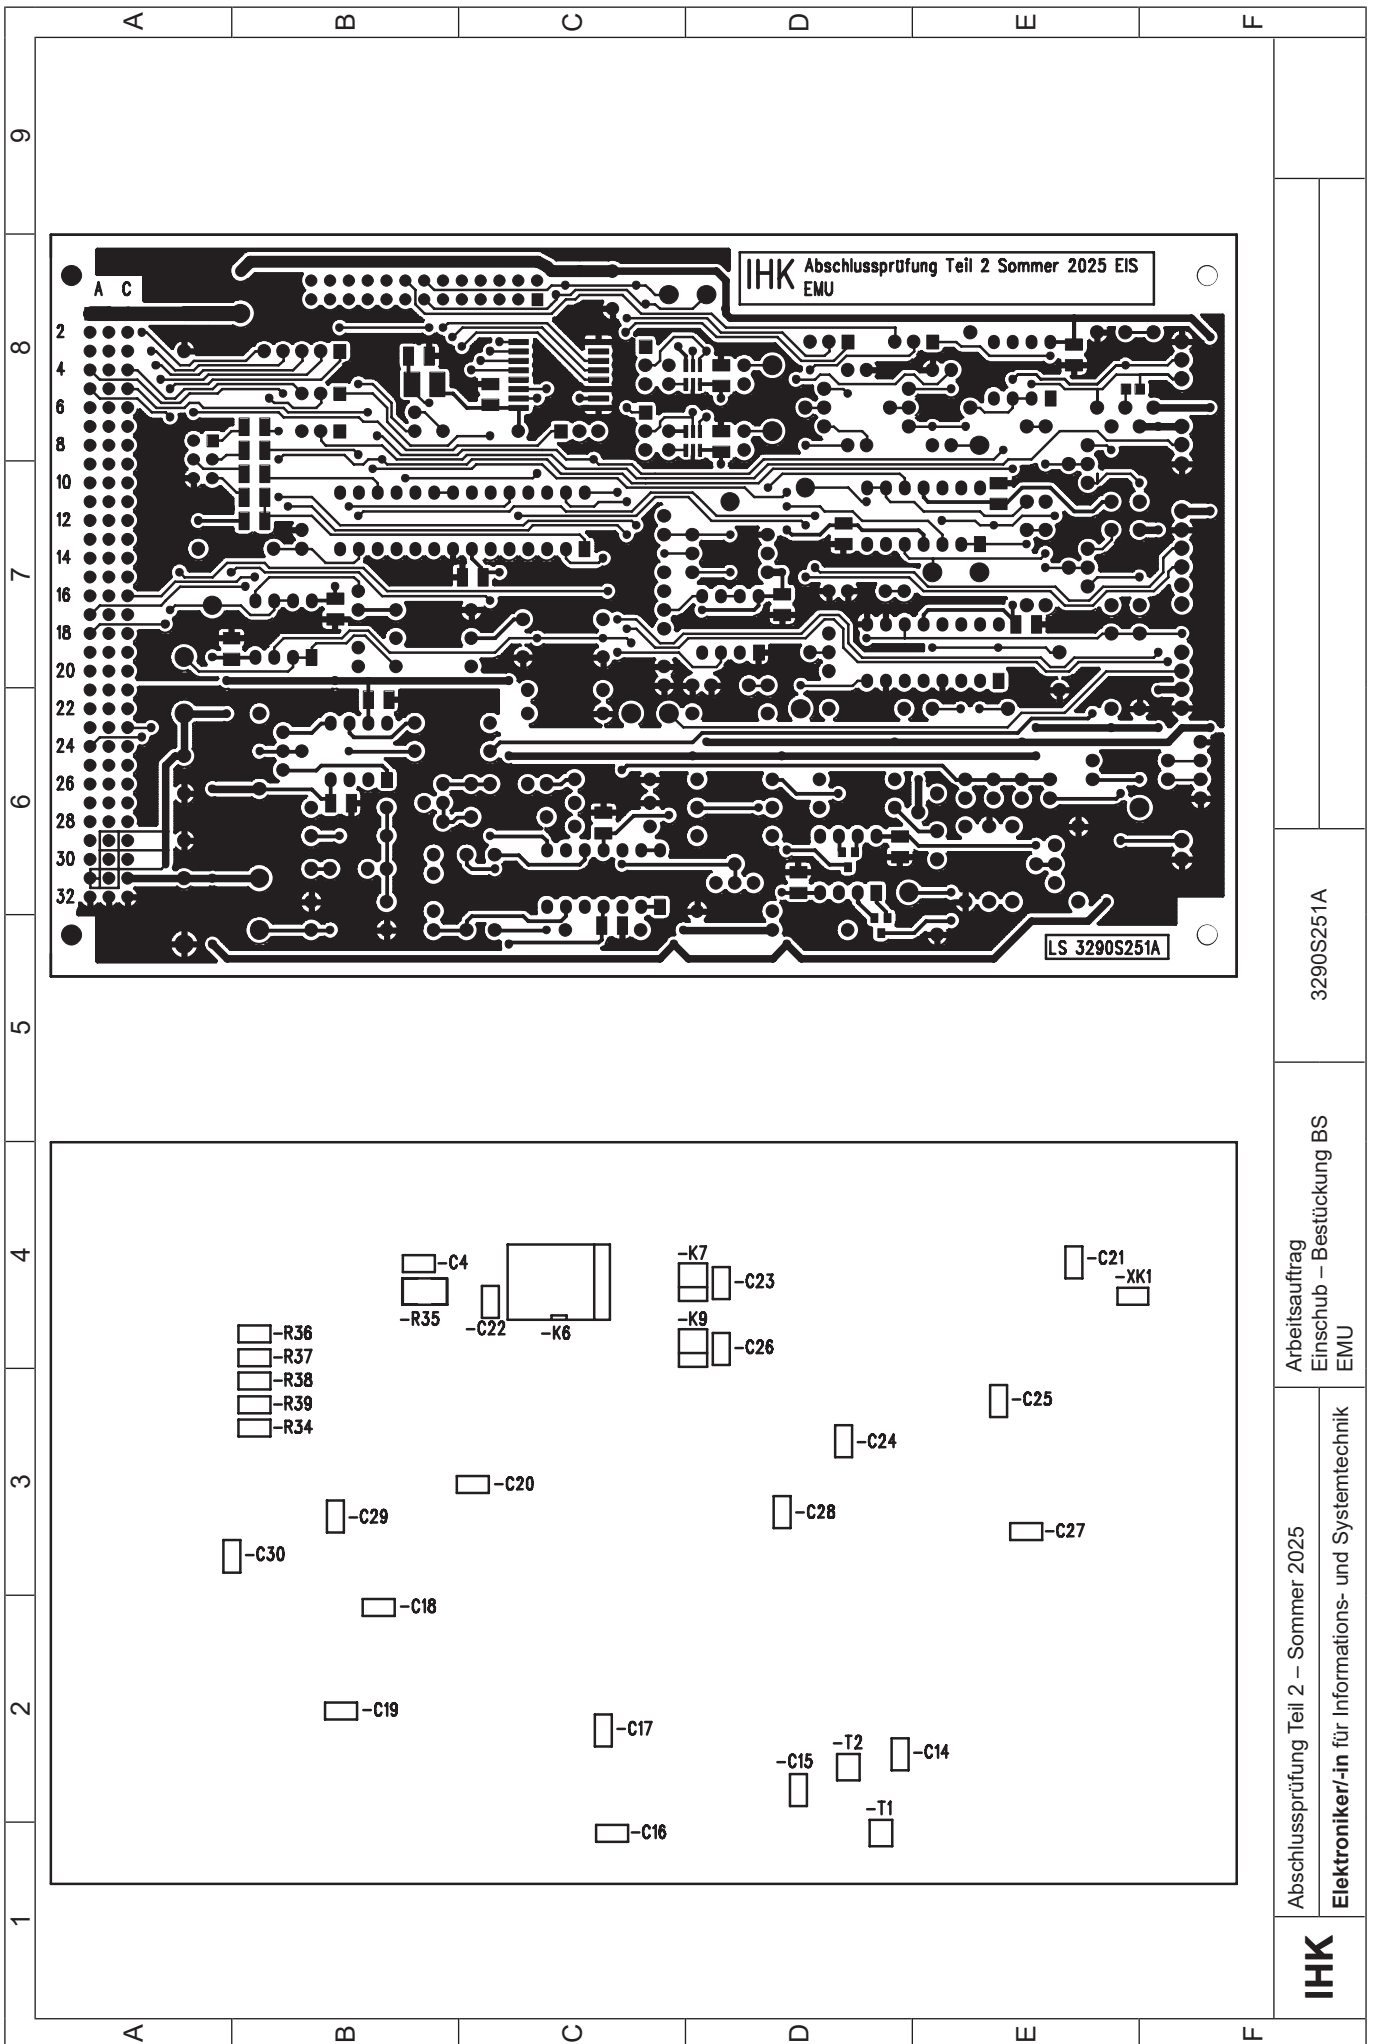 A
B
C
D
E
F
9
8
7
6
5
4
3
2
1
IHK Abschlussprüfung Teil 2 Sommer 2025 EIS
EMU
A C
2
4
6
8
10
12
14
16
18
20
22
24
26
28
30
32
LS 3290S251A
-C4
-R35
-C22
-K6
-K7
-C23
-K9
-C26
-C21
-XK1
-R36
-R37
-R38
-R39
-R34
-C25
-C24
-C20
-C29
-C28
-C27
-C30
-C18
-C19
-C17
-T2
-C14
-C15
-T1
-C16
IHK
Abschlussprüfung Teil 2 – Sommer 2025
Elektroniker/-in für Informations- und Systemtechnik
Arbeitsauftrag
Einschub – Bestückung BS
EMU
3290S251A
A
B
C
D
E
F